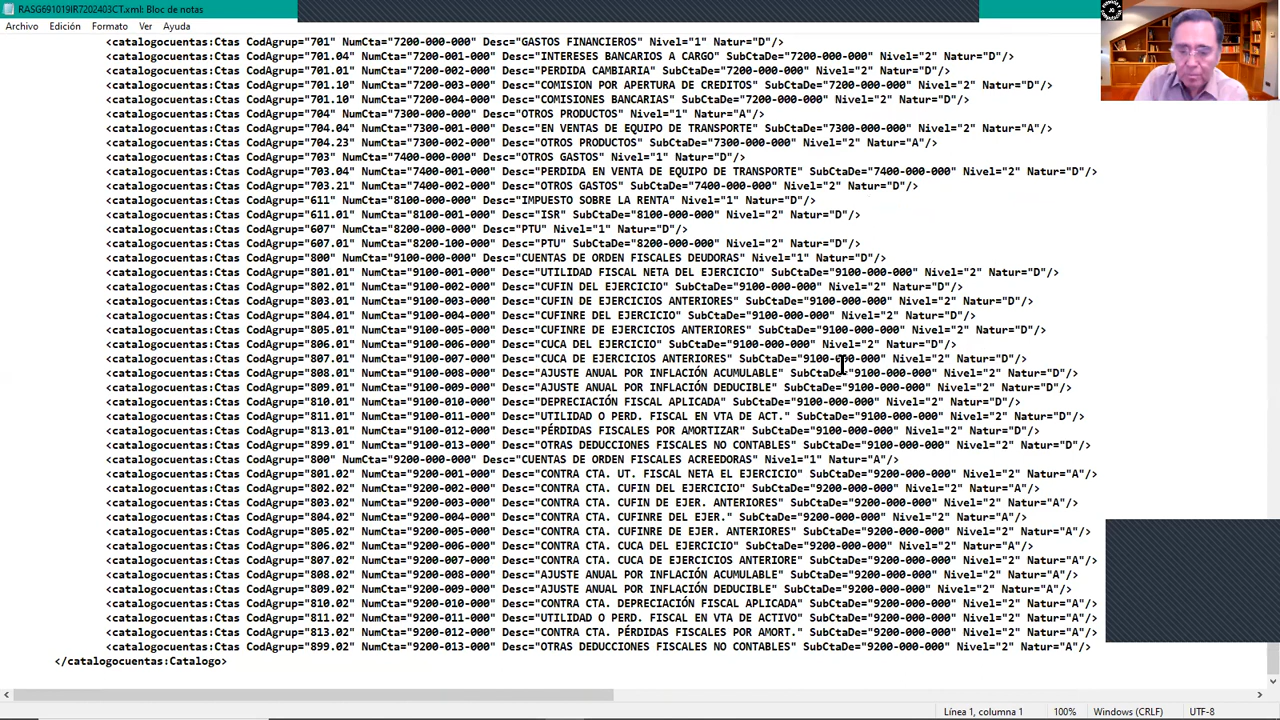 RASG691019IR7202403CT.xml: Bloc de notas
Archivo Edición Formato Ver Ayuda
<catalogocuentas:Ctas CodAgrup="701" NumCta="7200-000-000" Desc="GASTOS FINANCIEROS" Nivel="1" Natur="D"/>
<catalogocuentas:Ctas CodAgrup="701.04" NumCta="7200-001-000" Desc="INTERESES BANCARIOS A CARGO" SubCtaDe="7200-000-000" Nivel="2" Natur="D"/>
<catalogocuentas:Ctas CodAgrup="701.01" NumCta="7200-002-000" Desc="PERDIDA CAMBIARIA" SubCtaDe="7200-000-000" Nivel="2" Natur="D"/>
<catalogocuentas:Ctas CodAgrup="701.10" NumCta="7200-003-000" Desc="COMISION POR APERTURA DE CREDITOS" SubCtaDe="7200-000-000" Nivel="2" Natur="D"/>
<catalogocuentas:Ctas CodAgrup="701.10" NumCta="7200-004-000" Desc="COMISIONES BANCARIAS" SubCtaDe="7200-000-000" Nivel="2" Natur="D"/>
<catalogocuentas:Ctas CodAgrup="704" NumCta="7300-000-000" Desc="OTROS PRODUCTOS" Nivel="1" Natur="A"/>
<catalogocuentas:Ctas CodAgrup="704.04" NumCta="7300-001-000" Desc="EN VENTAS DE EQUIPO DE TRANSPORTE" SubCtaDe="7300-000-000" Nivel="2" Natur="A"/>
<catalogocuentas:Ctas CodAgrup="704.23" NumCta="7300-002-000" Desc="OTROS PRODUCTOS" SubCtaDe="7300-000-000" Nivel="2" Natur="A"/>
<catalogocuentas:Ctas CodAgrup="703" NumCta="7400-000-000" Desc="OTROS GASTOS" Nivel="1" Natur="D"/>
<catalogocuentas:Ctas CodAgrup="703.04" NumCta="7400-001-000" Desc="PERDIDA EN VENTA DE EQUIPO DE TRANSPORTE" SubCtaDe="7400-000-000" Nivel="2" Natur="D"/>
<catalogocuentas:Ctas CodAgrup="703.21" NumCta="7400-002-000" Desc="OTROS GASTOS" SubCtaDe="7400-000-000" Nivel="2" Natur="D"/>
<catalogocuentas:Ctas CodAgrup="611" NumCta="8100-000-000" Desc="IMPUESTO SOBRE LA RENTA" Nivel="1" Natur="D"/>
<catalogocuentas:Ctas CodAgrup="611.01" NumCta="8100-001-000" Desc="ISR" SubCtaDe="8100-000-000" Nivel="2" Natur="D"/>
<catalogocuentas:Ctas CodAgrup="607" NumCta="8200-000-000" Desc="PTU" Nivel="1" Natur="D"/>
<catalogocuentas:Ctas CodAgrup="607.01" NumCta="8200-100-000" Desc="PTU" SubCtaDe="8200-000-000" Nivel="2" Natur="D"/>
<catalogocuentas:Ctas CodAgrup="800" NumCta="9100-000-000" Desc="CUENTAS DE ORDEN FISCALES DEUDORAS" Nivel="1" Natur="D"/>
<catalogocuentas:Ctas CodAgrup="801.01" NumCta="9100-001-000" Desc="UTILIDAD FISCAL NETA DEL EJERCICIO" SubCtaDe="9100-000-000" Nivel="2" Natur="D"/>
<catalogocuentas:Ctas CodAgrup="802.01" NumCta="9100-002-000" Desc="CUFIN DEL EJERCICIO" SubCtaDe="9100-000-000" Nivel="2" Natur="D"/>
<catalogocuentas:Ctas CodAgrup="803.01" NumCta="9100-003-000" Desc="CUFIN DE EJERCICIOS ANTERIORES" SubCtaDe="9100-000-000" Nivel="2" Natur="D"/>
<catalogocuentas:Ctas CodAgrup="804.01" NumCta="9100-004-000" Desc="CUFINRE DEL EJERCICIO" SubCtaDe="9100-000-000" Nivel="2" Natur="D"/>
<catalogocuentas:Ctas CodAgrup="805.01" NumCta="9100-005-000" Desc="CUFINRE DE EJERCICIOS ANTERIORES" SubCtaDe="9100-000-000" Nivel="2" Natur="D"/>
<catalogocuentas:Ctas CodAgrup="806.01" NumCta="9100-006-000" Desc="CUCA DEL EJERCICIO" SubCtaDe="9100-000-000" Nivel="2" Natur="D"/>
<catalogocuentas:Ctas CodAgrup="807.01" NumCta="9100-007-000" Desc="CUCA DE EJERCICIOS ANTERIORES" SubCtaDe="9100-000-000" Nivel="2" Natur="D"/>
<catalogocuentas:Ctas CodAgrup="808.01" NumCta="9100-008-000" Desc="AJUSTE ANUAL POR INFLACIÓN ACUMULABLE" SubCtaDe="9100-000-000" Nivel="2" Natur="D"/>
<catalogocuentas:Ctas CodAgrup="809.01" NumCta="9100-009-000" Desc="AJUSTE ANUAL POR INFLACIÓN DEDUCIBLE" SubCtaDe="9100-000-000" Nivel="2" Natur="D"/>
<catalogocuentas:Ctas CodAgrup="810.01" NumCta="9100-010-000" Desc="DEPRECIACIÓN FISCAL APLICADA" SubCtaDe="9100-000-000" Nivel="2" Natur="D"/>
<catalogocuentas:Ctas CodAgrup="811.01" NumCta="9100-011-000" Desc="UTILIDAD O PERD. FISCAL EN VTA DE ACT." SubCtaDe="9100-000-000" Nivel="2" Natur="D"/>
<catalogocuentas:Ctas CodAgrup="813.01" NumCta="9100-012-000" Desc="PÉRDIDAS FISCALES POR AMORTIZAR" SubCtaDe="9100-000-000" Nivel="2" Natur="D"/>
<catalogocuentas:Ctas CodAgrup="899.01" NumCta="9100-013-000" Desc="OTRAS DEDUCCIONES FISCALES NO CONTABLES" SubCtaDe="9100-000-000" Nivel="2" Natur="D"/>
<catalogocuentas:Ctas CodAgrup="800" NumCta="9200-000-000" Desc="CUENTAS DE ORDEN FISCALES ACREEDORAS" Nivel="1" Natur="A"/>
<catalogocuentas:Ctas CodAgrup="801.02" NumCta="9200-001-000" Desc="CONTRA CTA. UT. FISCAL NETA EL EJERCICIO" SubCtaDe="9200-000-000" Nivel="2" Natur="A"/>
<catalogocuentas:Ctas CodAgrup="802.02" NumCta="9200-002-000" Desc="CONTRA CTA. CUFIN DEL EJERCICIO" SubCtaDe="9200-000-000" Nivel="2" Natur="A"/>
<catalogocuentas:Ctas CodAgrup="803.02" NumCta="9200-003-000" Desc="CONTRA CTA. CUFIN DE EJER. ANTERIORES" SubCtaDe="9200-000-000" Nivel="2" Natur="A"/>
<catalogocuentas:Ctas CodAgrup="804.02" NumCta="9200-004-000" Desc="CONTRA CTA. CUFINRE DEL EJER." SubCtaDe="9200-000-000" Nivel="2" Natur="A"/>
<catalogocuentas:Ctas CodAgrup="805.02" NumCta="9200-005-000" Desc="CONTRA CTA. CUFINRE DE EJER. ANTERIORES" SubCtaDe="9200-000-000" Nivel="2" Natur="A"/>
<catalogocuentas:Ctas CodAgrup="806.02" NumCta="9200-006-000" Desc="CONTRA CTA. CUCA DEL EJERCICIO" SubCtaDe="9200-000-000" Nivel="2" Natur="A"/>
<catalogocuentas:Ctas CodAgrup="807.02" NumCta="9200-007-000" Desc="CONTRA CTA. CUCA DE EJERCICIOS ANTERIORE" SubCtaDe="9200-000-000" Nivel="2" Natur="A"/>
<catalogocuentas:Ctas CodAgrup="808.02" NumCta="9200-008-000" Desc="AJUSTE ANUAL POR INFLACIÓN ACUMULABLE" SubCtaDe="9200-000-000" Nivel="2" Natur="A"/>
<catalogocuentas:Ctas CodAgrup="809.02" NumCta="9200-009-000" Desc="AJUSTE ANUAL POR INFLACIÓN DEDUCIBLE" SubCtaDe="9200-000-000" Nivel="2" Natur="A"/>
<catalogocuentas:Ctas CodAgrup="810.02" NumCta="9200-010-000" Desc="CONTRA CTA. DEPRECIACIÓN FISCAL APLICADA" SubCtaDe="9200-000-000" Nivel="2" Natur="A"/>
<catalogocuentas:Ctas CodAgrup="811.02" NumCta="9200-011-000" Desc="UTILIDAD O PERD. FISCAL EN VTA DE ACTIVO" SubCtaDe="9200-000-000" Nivel="2" Natur="A"/>
<catalogocuentas:Ctas CodAgrup="813.02" NumCta="9200-012-000" Desc="CONTRA CTA. PÉRDIDAS FISCALES POR AMORT." SubCtaDe="9200-000-000" Nivel="2" Natur="A"/>
<catalogocuentas:Ctas CodAgrup="899.02" NumCta="9200-013-000" Desc="OTRAS DEDUCCIONES FISCALES NO CONTABLES" SubCtaDe="9200-000-000" Nivel="2" Natur="A"/>
</catalogocuentas:Catalogo>
Línea 1, columna 1 100% Windows (CRLF) UTF-8